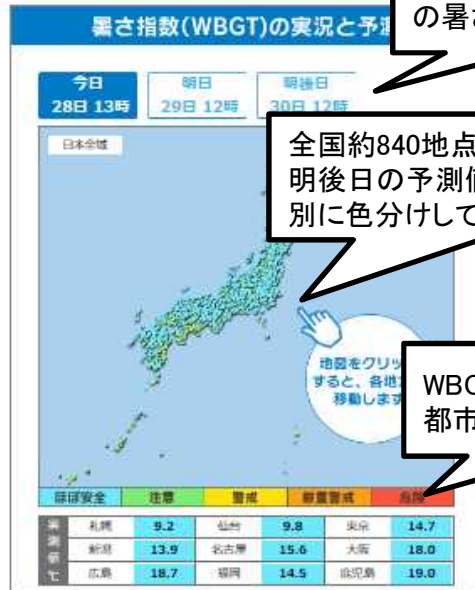 の暑さ
暑さ指数(WBGT)の実況と予測
今日
28日 13時
明日
29日 12時
明後日
30日 12時
日本全域
全国約840地点
明後日の予測値
別に色分けして
地図をクリッ
すると、各地
移動します
WBG
都市
ほぼ安全 注意 警戒 厳重警戒 危険
実測値℃
札幌 9.2 仙台 9.8 東京 14.7
新潟 13.9 名古屋 15.6 大阪 18.0
広島 18.7 福岡 14.5 鹿児島 19.0